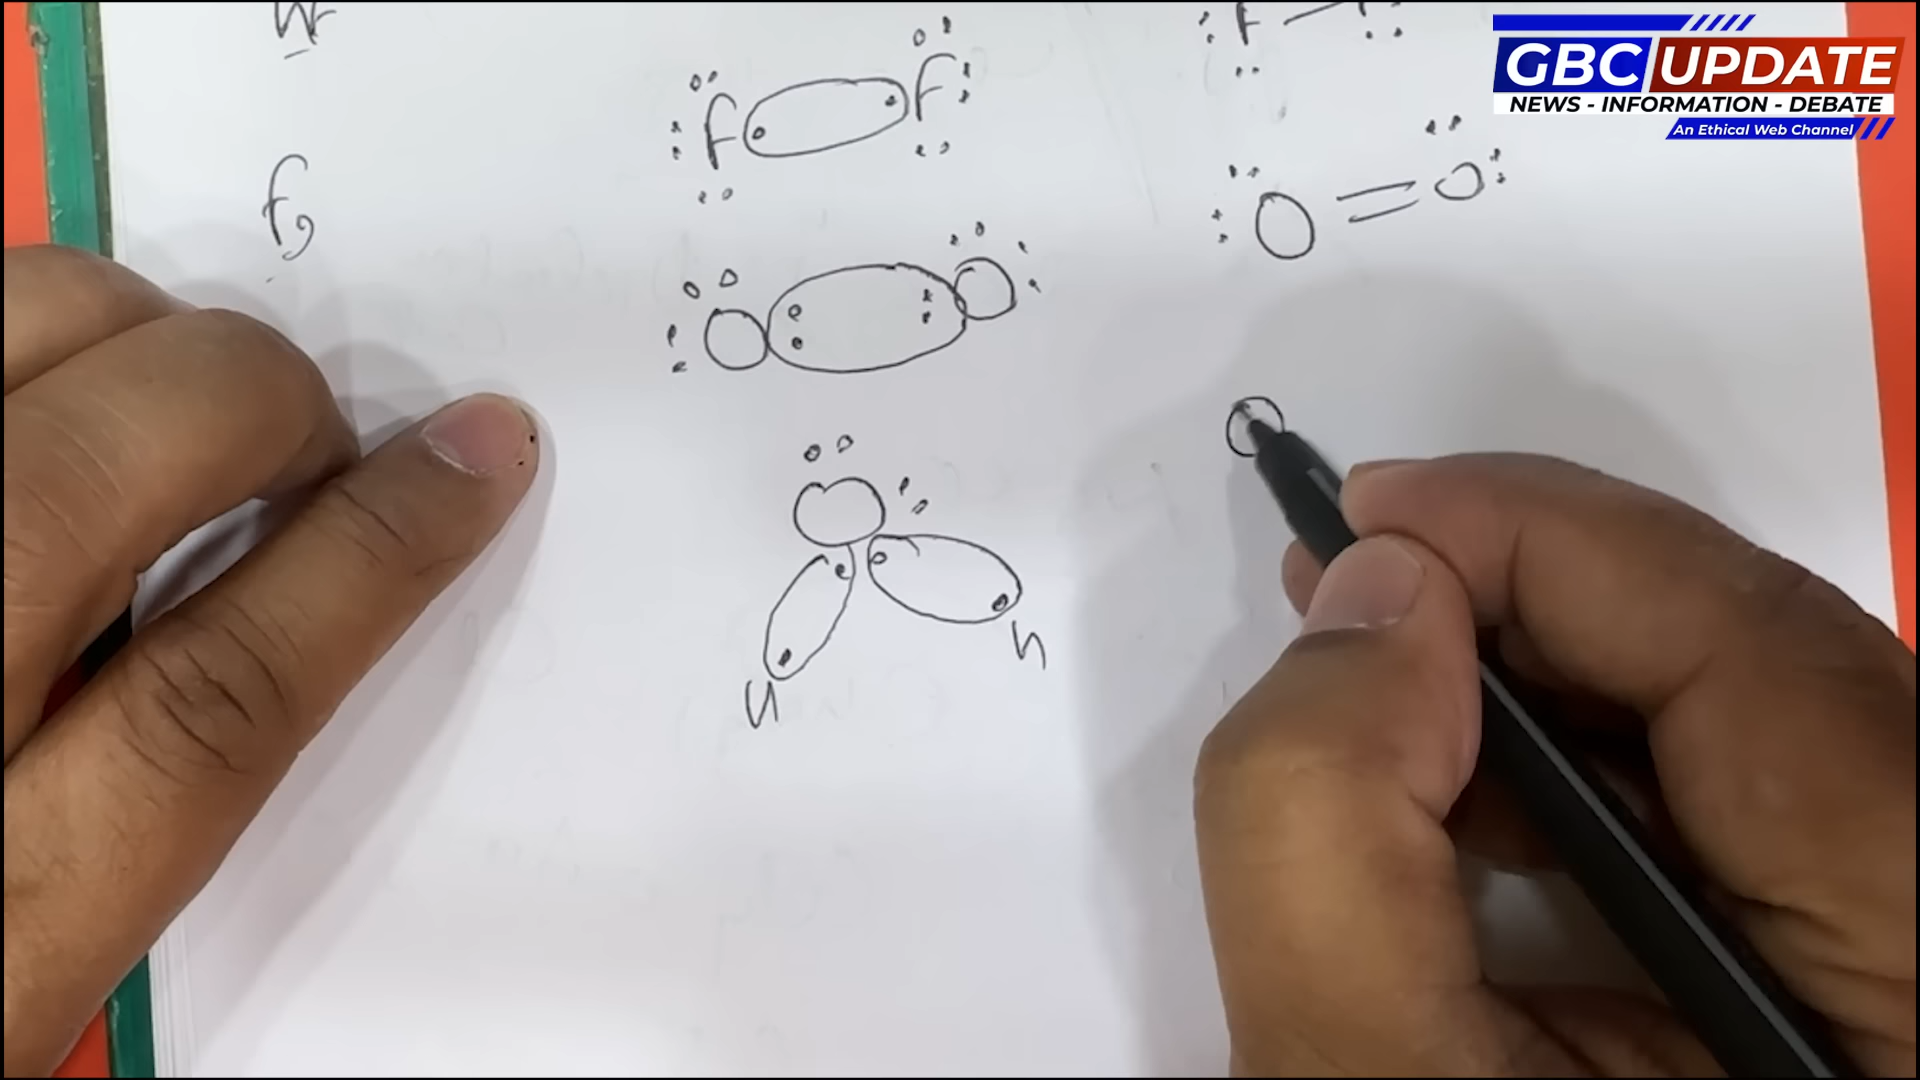 GBC UPDATE
NEWS - INFORMATION - DEBATE
An Ethical Web Channel
F F
F2
O = O
O O
O
H
H